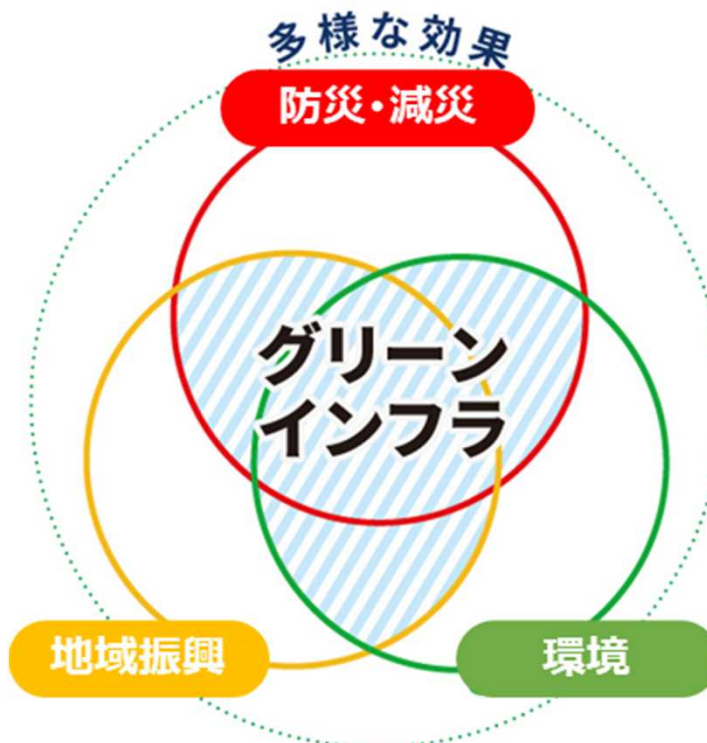 多様な効果
防災・減災
グリーン
インフラ
地域振興
環境